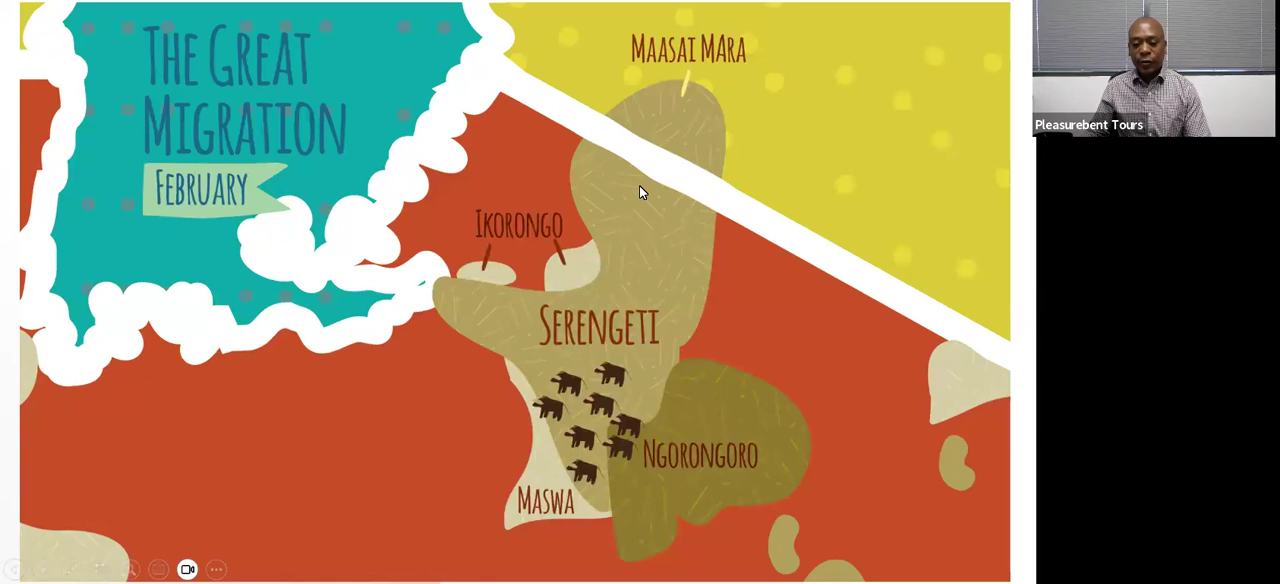 THE GREAT
MIGRATION
FEBRUARY
MAASAI MARA
IKORONGO
SERENGETI
NGORONGORO
MASWA
Pleasurebent Tours